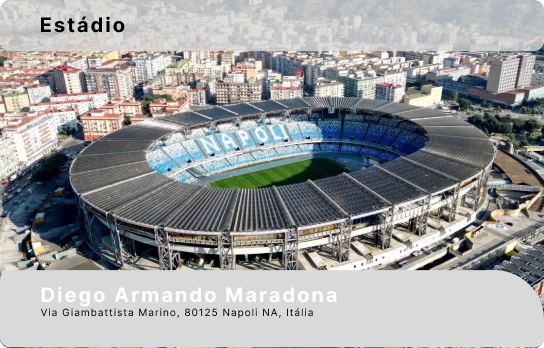 Estádio
NAPOLI
Diego Armando Maradona
Via Giambattista Marino, 80125 Napoli NA, Itália